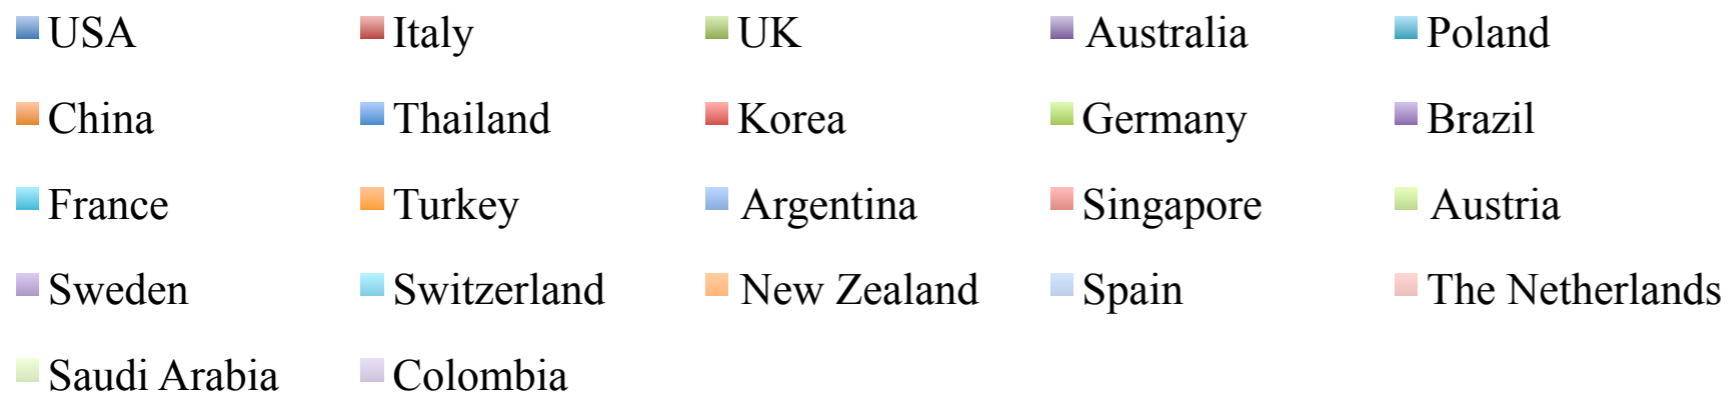 USA Italy UK Australia Poland
China Thailand Korea Germany Brazil
France Turkey Argentina Singapore Austria
Sweden Switzerland New Zealand Spain The Netherlands
Saudi Arabia Colombia